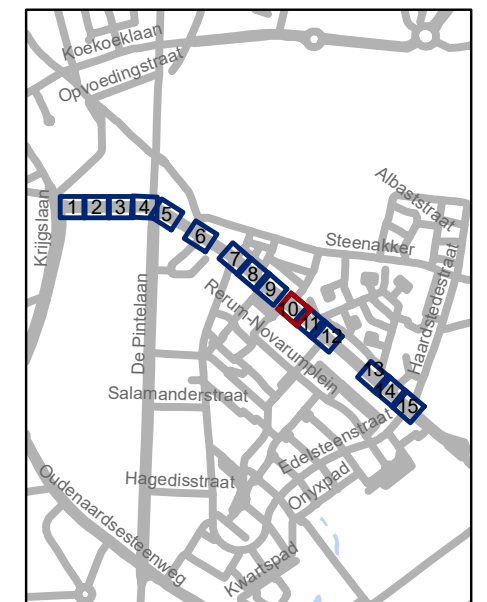 Koekoeklaan
Opvoedingstraat
Albaststraat
Krijgslaan
1 2 3 4 5
6
Steenakker
7
8
9
10
11
12
Haardstedestraat
De Pintelaan
Rerum-Novarumplein
13
14
15
Salamanderstraat
Edelsteenstraat
Hagedisstraat
Onyxpad
Oudenaardsesteenweg
Kwartspad